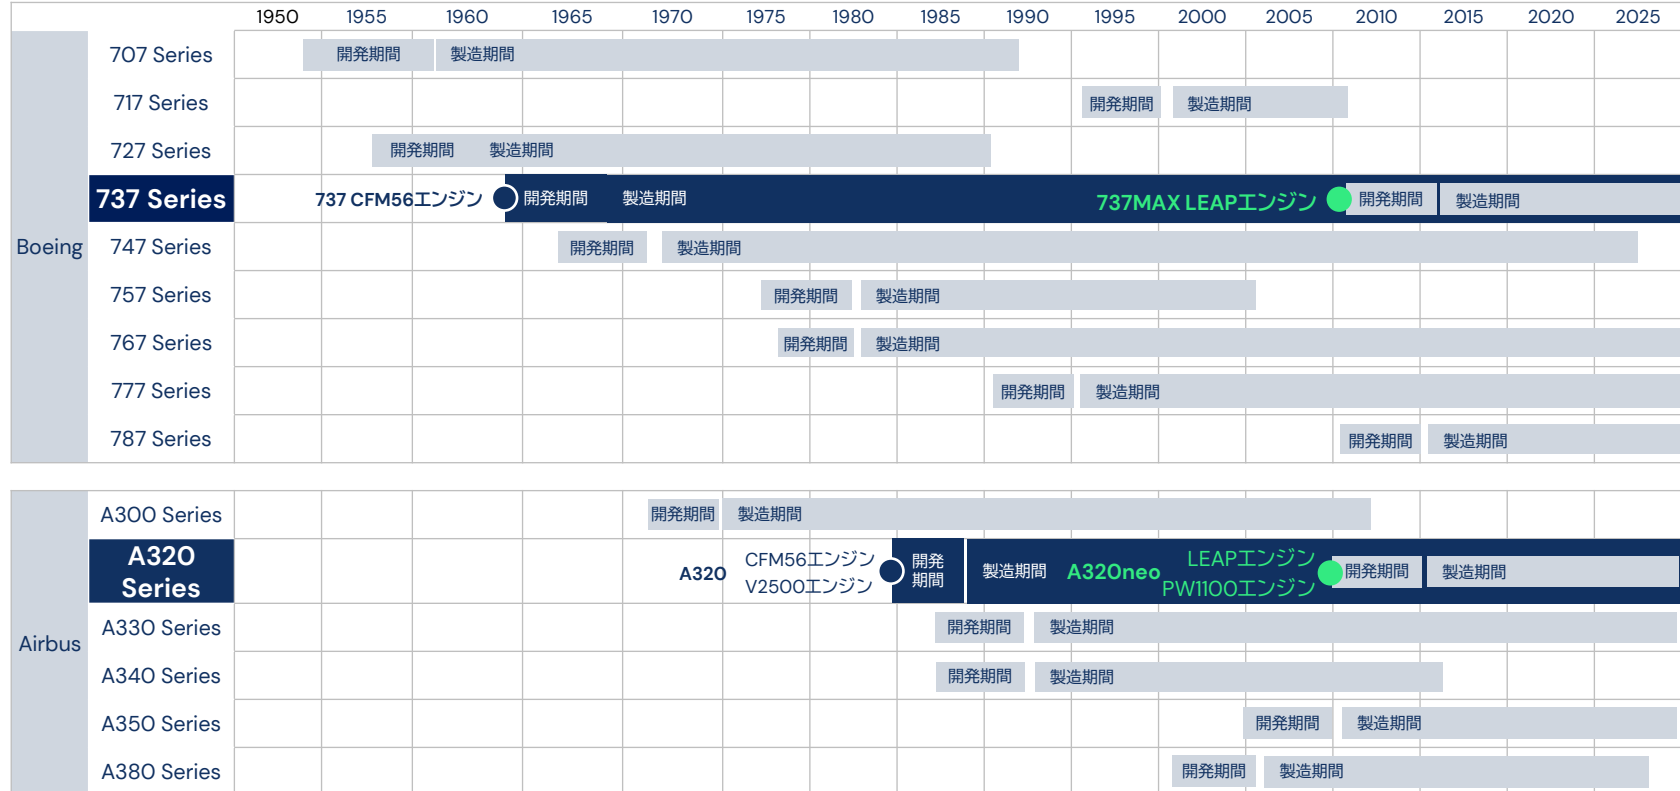 1950 1955 1960 1965 1970 1975 1980 1985 1990 1995 2000 2005 2010 2015 2020 2025
Boeing
707 Series 開発期間 製造期間
717 Series 開発期間 製造期間
727 Series 開発期間 製造期間
737 Series 737 CFM56エンジン 開発期間 製造期間 737MAX LEAPエンジン 開発期間 製造期間
747 Series 開発期間 製造期間
757 Series 開発期間 製造期間
767 Series 開発期間 製造期間
777 Series 開発期間 製造期間
787 Series 開発期間 製造期間
Airbus
A300 Series 開発期間 製造期間
A320
Series
A320
CFM56エンジン
V2500エンジン
開発
期間
製造期間
A320neo
LEAPエンジン
PW1100エンジン
開発期間 製造期間
A330 Series 開発期間 製造期間
A340 Series 開発期間 製造期間
A350 Series 開発期間 製造期間
A380 Series 開発期間 製造期間